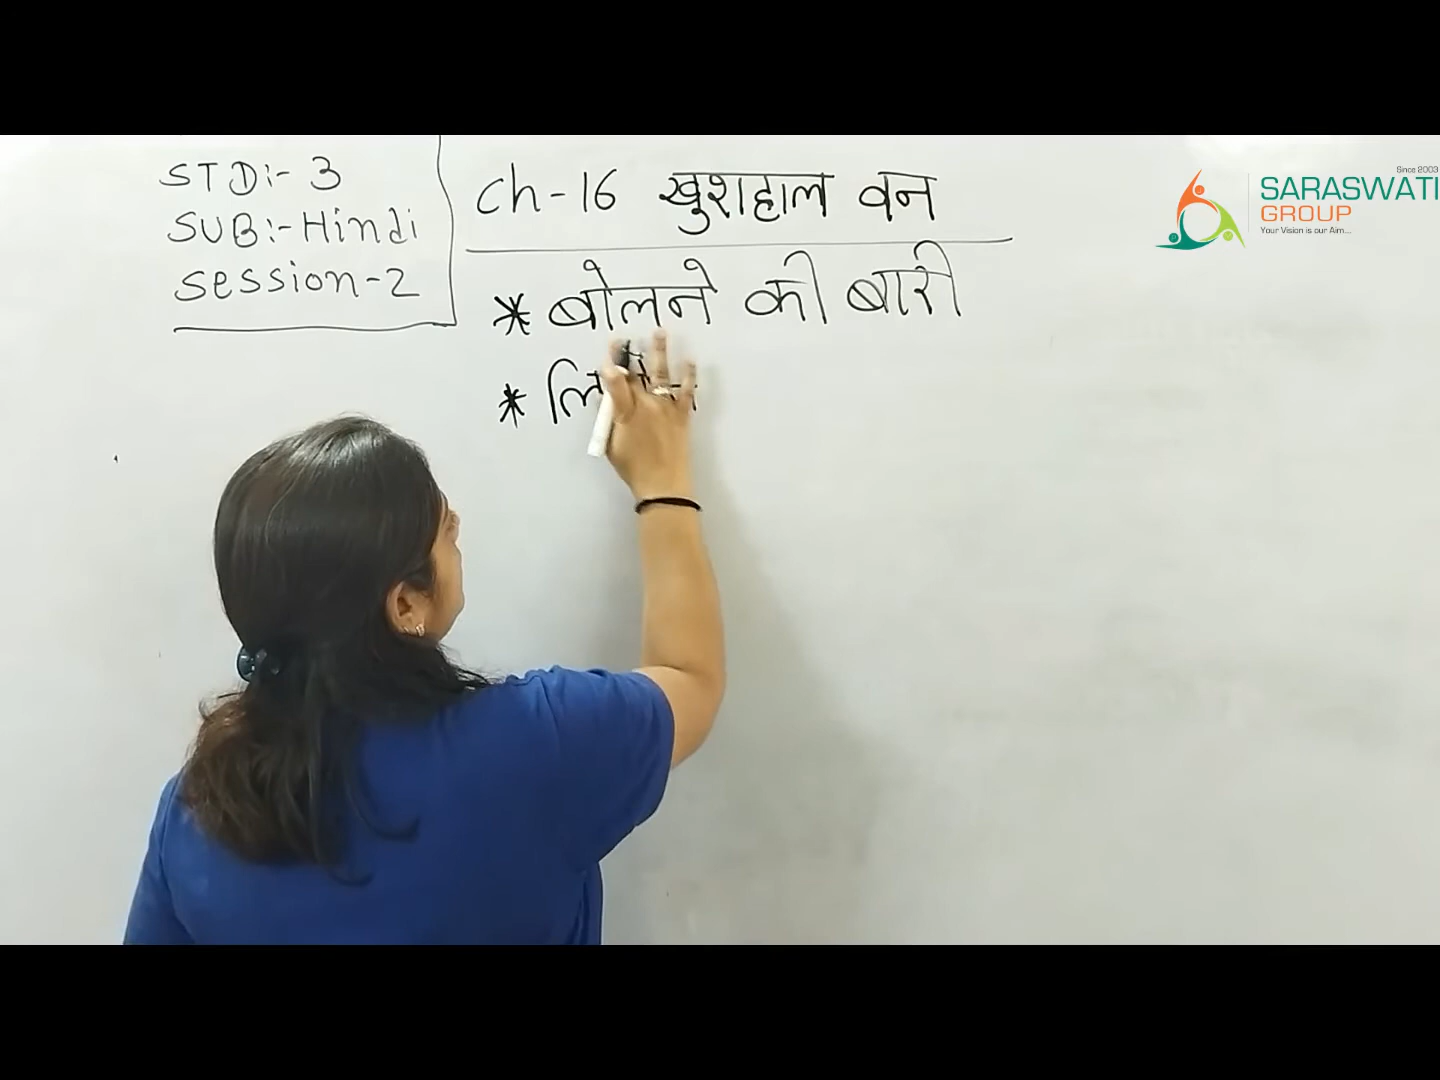 STD:- 3
SUB:- Hindi
Session-2
Ch-16 खुशहाल वन
* बोलने की बारी
*
Since 2003
SARASWATI
GROUP
Your Vision is our Aim...